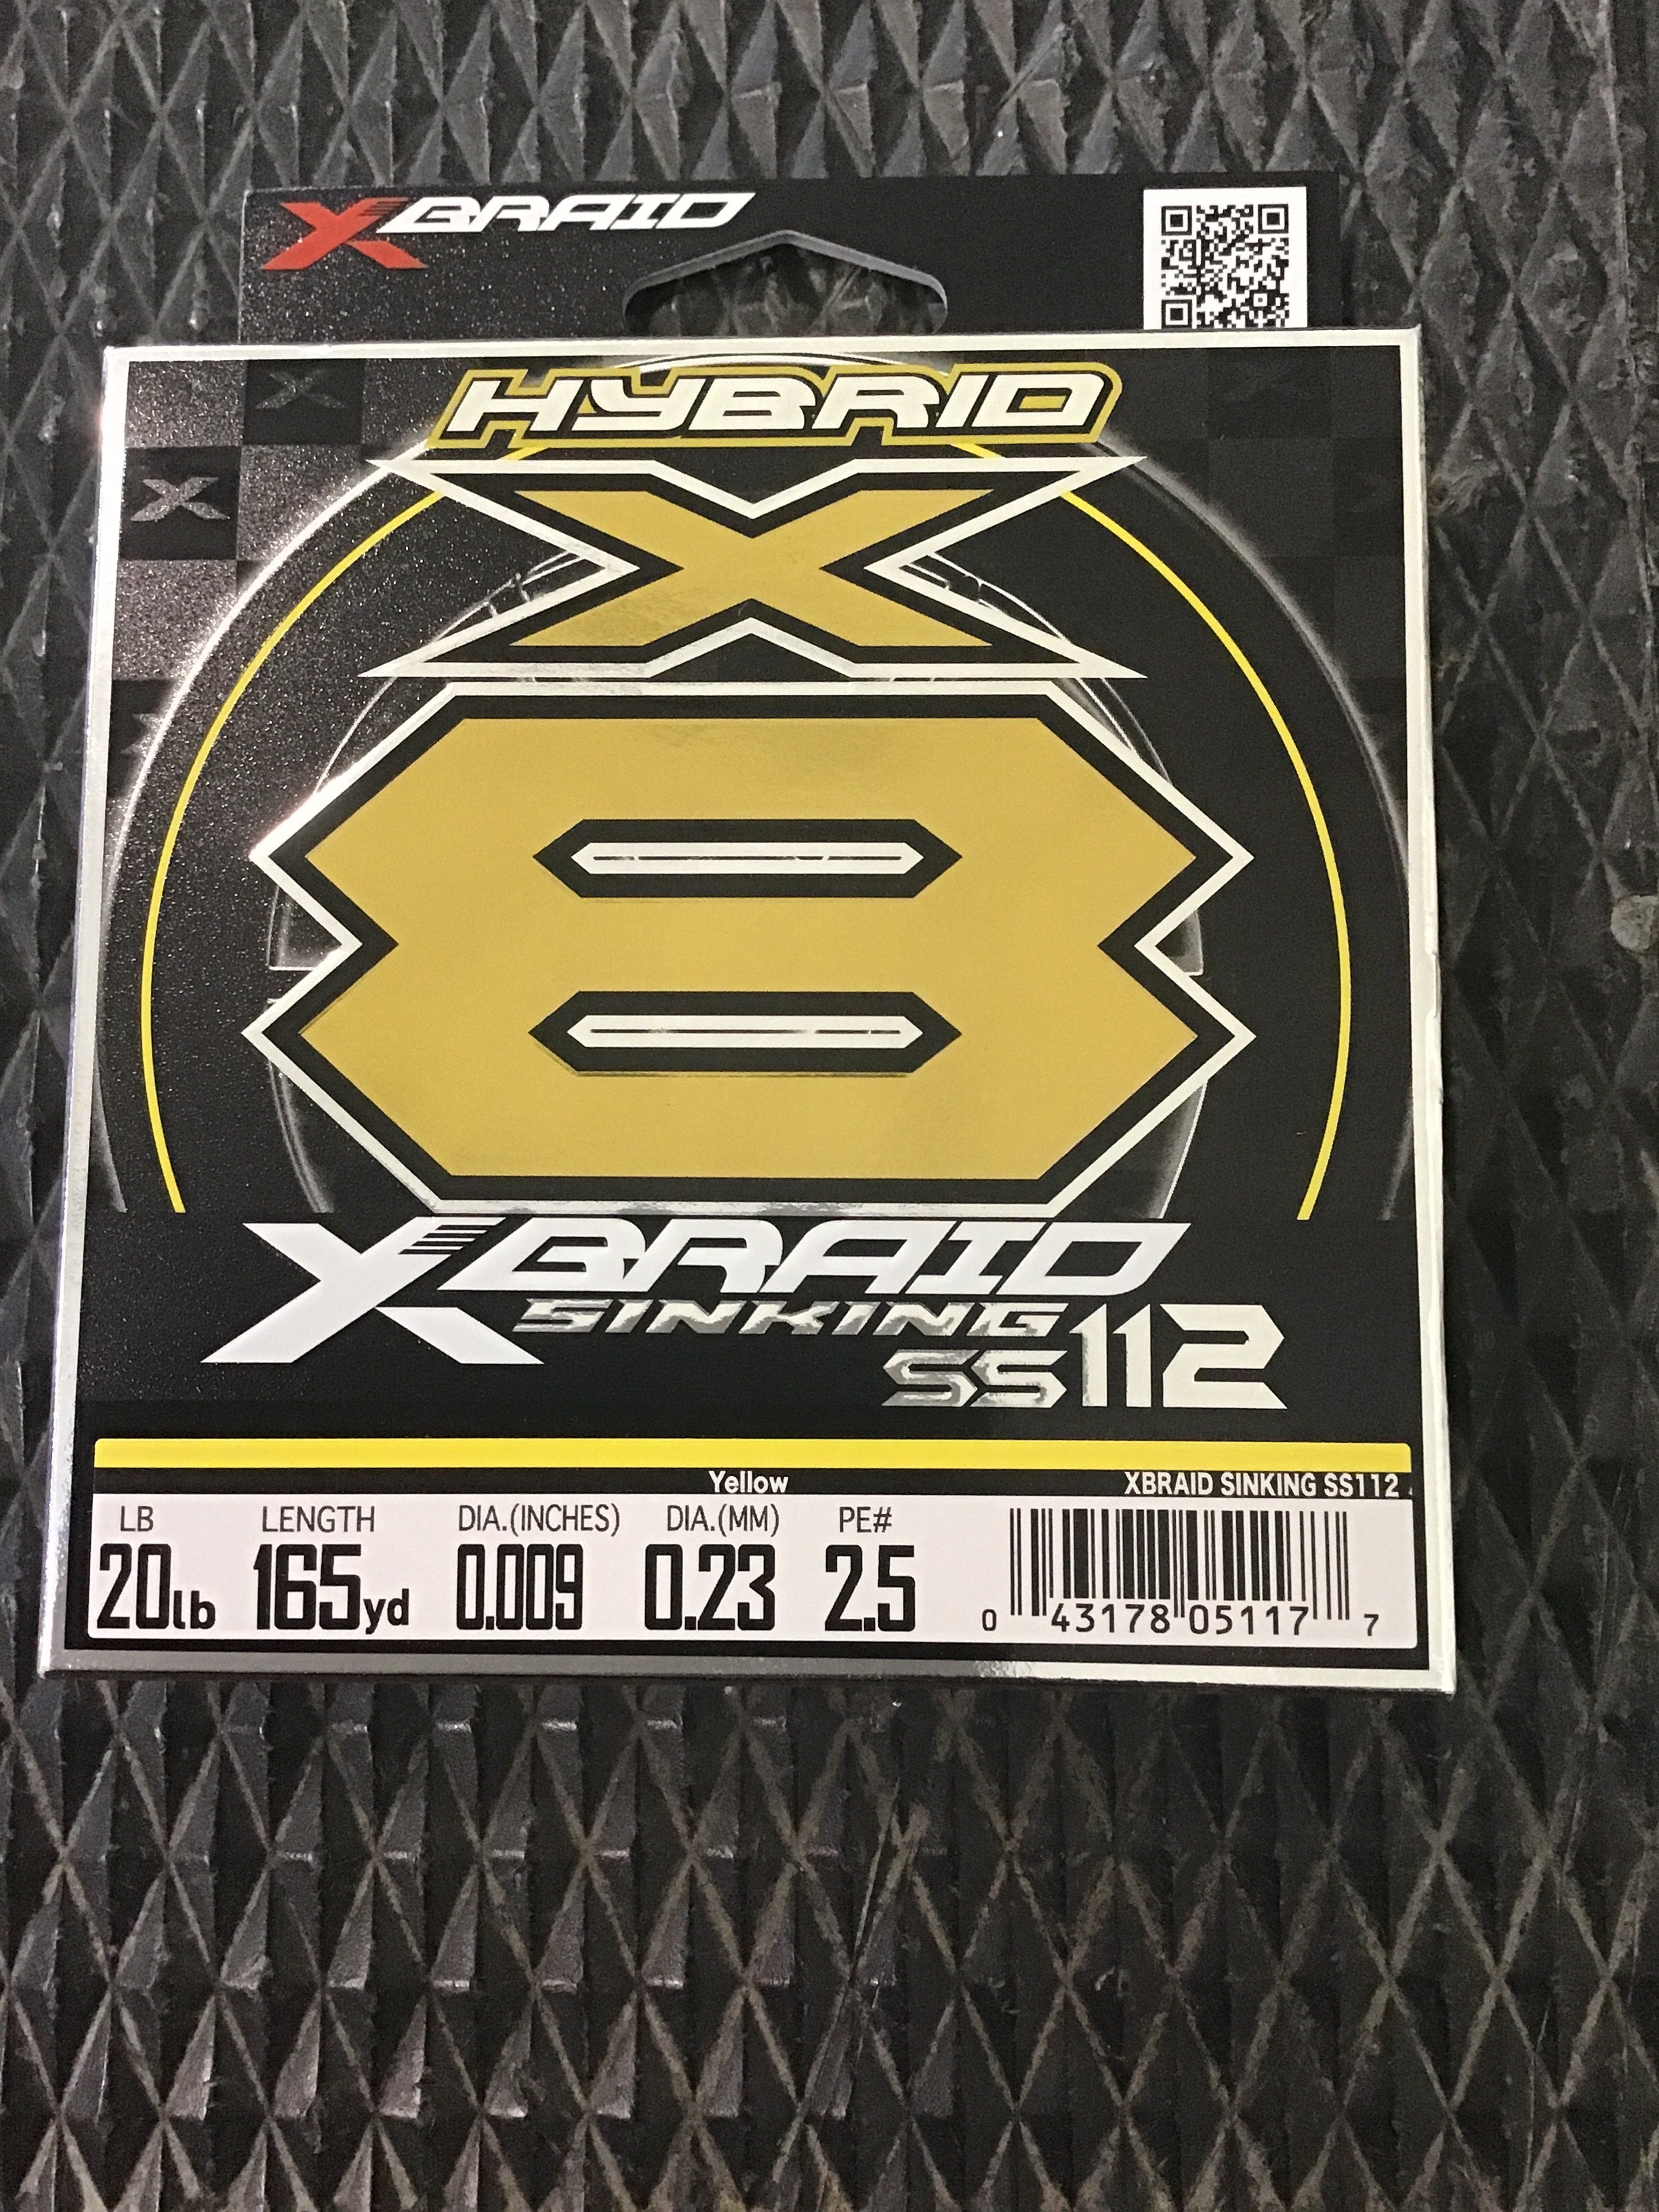 XBRAID
HYBRID
X
8
XBRAID
SINKING
SS112
Yellow
XBRAID SINKING SS112
LB LENGTH DIA.(INCHES) DIA.(MM) PE#
20lb 165yd 0.009 0.23 2.5
0 43178 05117 7